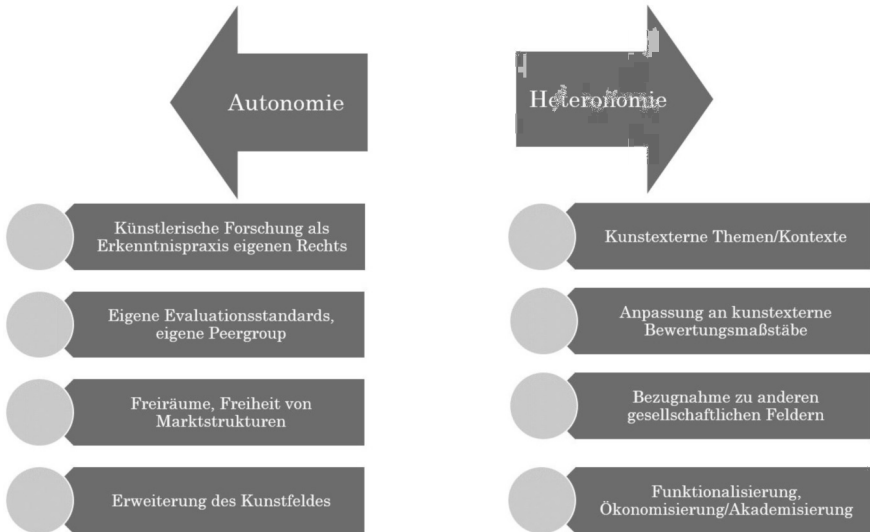 Autonomie
Künstlerische Forschung als
Erkenntnispraxis eigenen Rechts
Eigene Evaluationsstandards,
eigene Peergroup
Freiräume, Freiheit von
Marktstrukturen
Erweiterung des Kunstfeldes
Heteronomie
Kunstexterne Themen/Kontexte
Anpassung an kunstexterne
Bewertungsmaßstäbe
Bezugnahme zu anderen
gesellschaftlichen Feldern
Funktionalisierung,
Ökonomisierung/Akademisierung